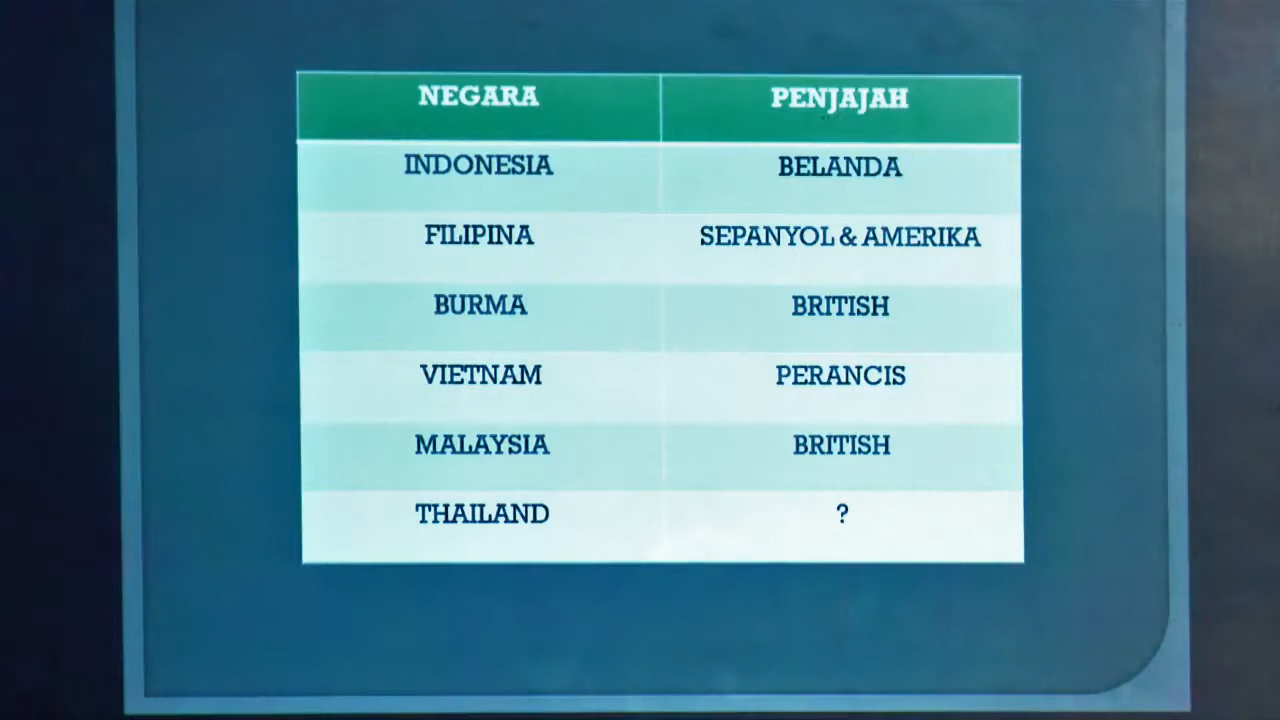 NEGARA PENJAJAH
INDONESIA BELANDA
FILIPINA SEPANYOL & AMERIKA
BURMA BRITISH
VIETNAM PERANCIS
MALAYSIA BRITISH
THAILAND ?